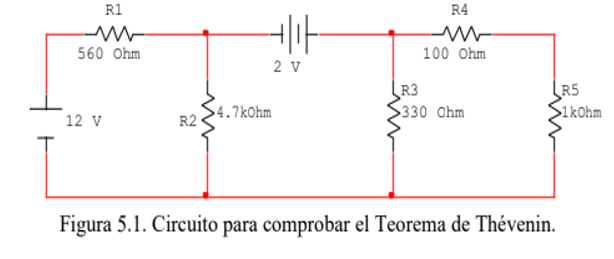 R1
560 Ohm
2 V
R4
100 Ohm
12 V
R2
4.7kOhm
R3
330 Ohm
R5
1kOhm
Figura 5.1. Circuito para comprobar el Teorema de Thévenin.